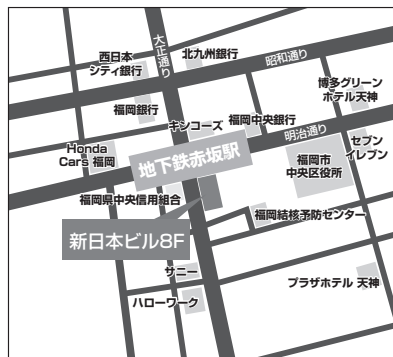 大正通り
西日本
シティ銀行
北九州銀行
昭和通り
博多グリーン
ホテル天神
福岡銀行
キンコーズ
福岡中央銀行
明治通り
セブン
イレブン
Honda
Cars 福岡
地下鉄赤坂駅
福岡市
中央区役所
福岡県中央信用組合
福岡結核予防センター
新日本ビル8F
サニー
プラザホテル 天神
ハローワーク